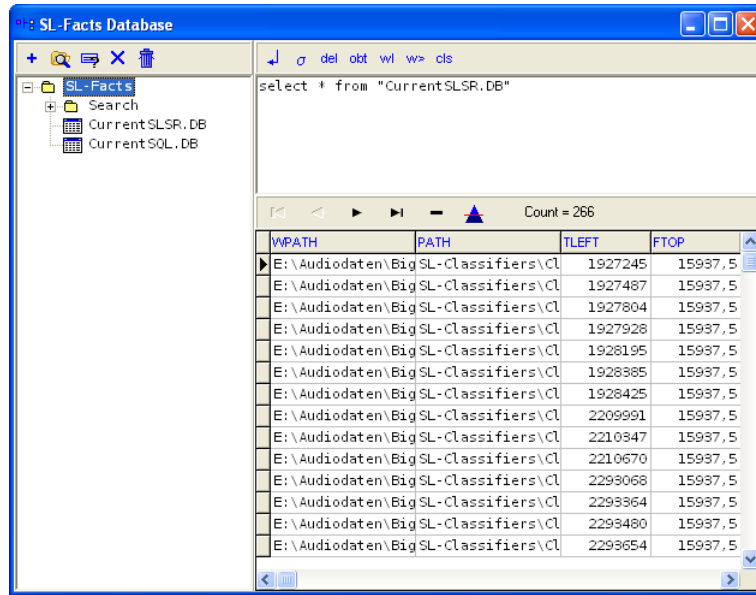 SL-Facts Database
σ del obt wl w> cls
SL-Facts
Search
CurrentSLSR.DB
CurrentSQL.DB
select * from "CurrentSLSR.DB"
Count = 266
WPATH PATH TLEFT FTOP
E:\Audiodaten\Big SL-Classifiers\Cl 1927245 15937,5
E:\Audiodaten\Big SL-Classifiers\Cl 1927487 15937,5
E:\Audiodaten\Big SL-Classifiers\Cl 1927804 15937,5
E:\Audiodaten\Big SL-Classifiers\Cl 1927928 15937,5
E:\Audiodaten\Big SL-Classifiers\Cl 1928195 15937,5
E:\Audiodaten\Big SL-Classifiers\Cl 1928385 15937,5
E:\Audiodaten\Big SL-Classifiers\Cl 1928425 15937,5
E:\Audiodaten\Big SL-Classifiers\Cl 2209991 15937,5
E:\Audiodaten\Big SL-Classifiers\Cl 2210347 15937,5
E:\Audiodaten\Big SL-Classifiers\Cl 2210670 15937,5
E:\Audiodaten\Big SL-Classifiers\Cl 2293068 15937,5
E:\Audiodaten\Big SL-Classifiers\Cl 2293364 15937,5
E:\Audiodaten\Big SL-Classifiers\Cl 2293480 15937,5
E:\Audiodaten\Big SL-Classifiers\Cl 2293654 15937,5